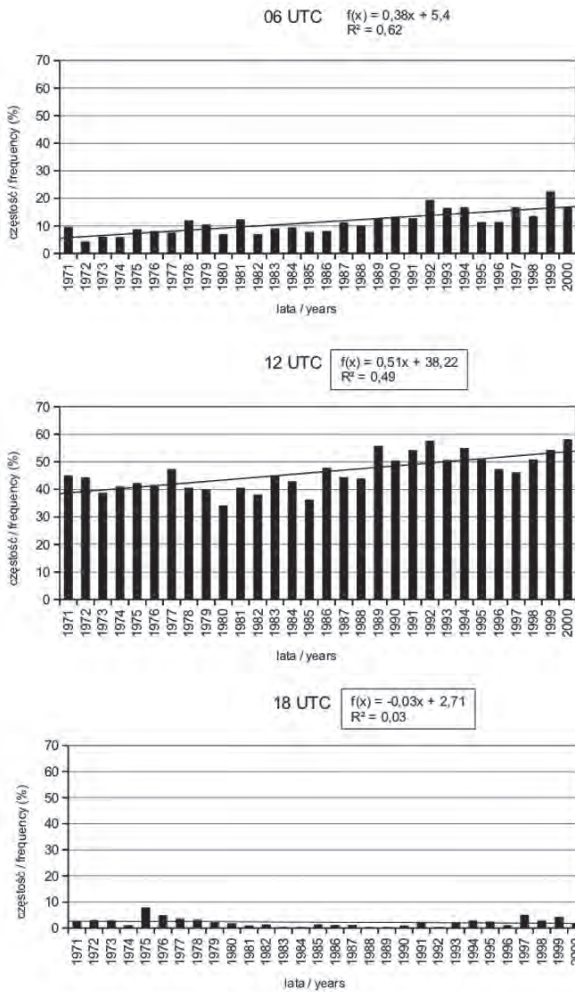 06 UTC
f(x) = 0,38x + 5,4
R² = 0,62
częstość / frequency (%)
70
60
50
40
30
20
10
0
1971 1972 1973 1974 1975 1976 1977 1978 1979 1980 1981 1982 1983 1984 1985 1986 1987 1988 1989 1990 1991 1992 1993 1994 1995 1996 1997 1998 1999 2000
lata / years
12 UTC
f(x) = 0,51x + 38,22
R² = 0,49
częstość / frequency (%)
70
60
50
40
30
20
10
0
1971 1972 1973 1974 1975 1976 1977 1978 1979 1980 1981 1982 1983 1984 1985 1986 1987 1988 1989 1990 1991 1992 1993 1994 1995 1996 1997 1998 1999 2000
lata / years
18 UTC
f(x) = -0,03x + 2,71
R² = 0,03
częstość / frequency (%)
70
60
50
40
30
20
10
0
1971 1972 1973 1974 1975 1976 1977 1978 1979 1980 1981 1982 1983 1984 1985 1986 1987 1988 1989 1990 1991 1992 1993 1994 1995 1996 1997 1998 1999 2000
lata / years